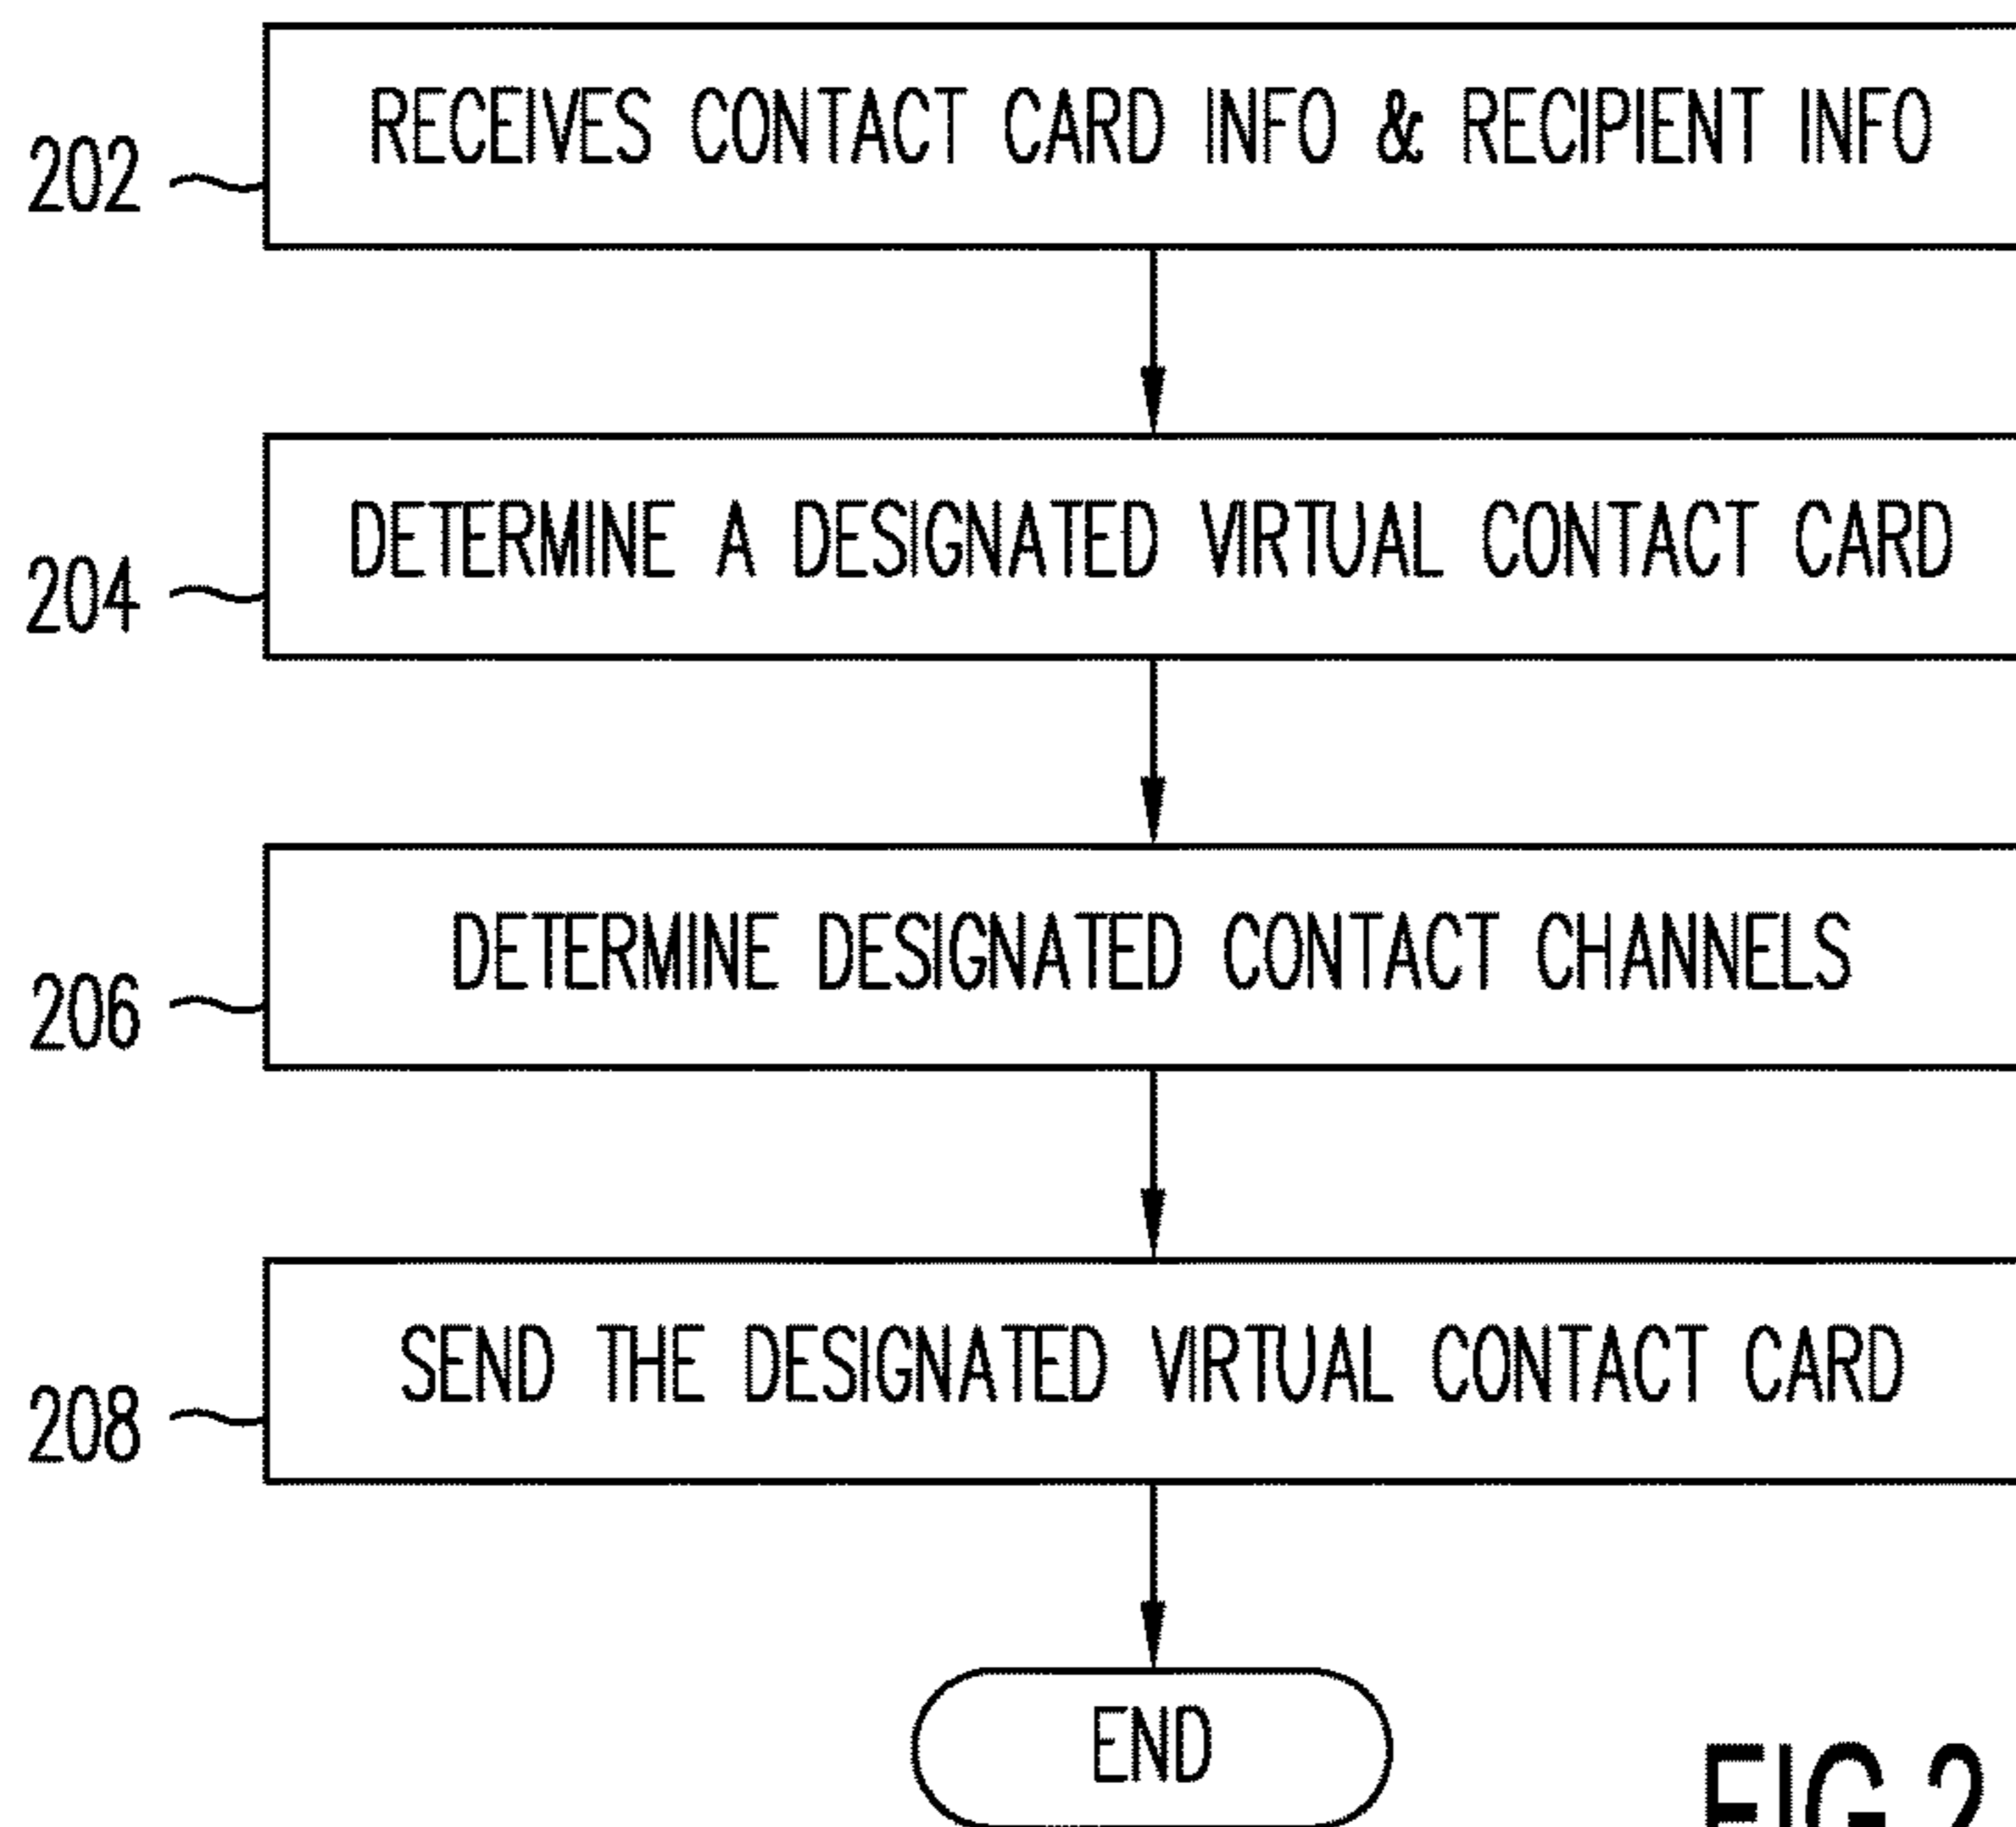 202 RECEIVES CONTACT CARD INFO & RECIPIENT INFO
204 DETERMINE A DESIGNATED VIRTUAL CONTACT CARD
206 DETERMINE DESIGNATED CONTACT CHANNELS
208 SEND THE DESIGNATED VIRTUAL CONTACT CARD
END
FIG.2